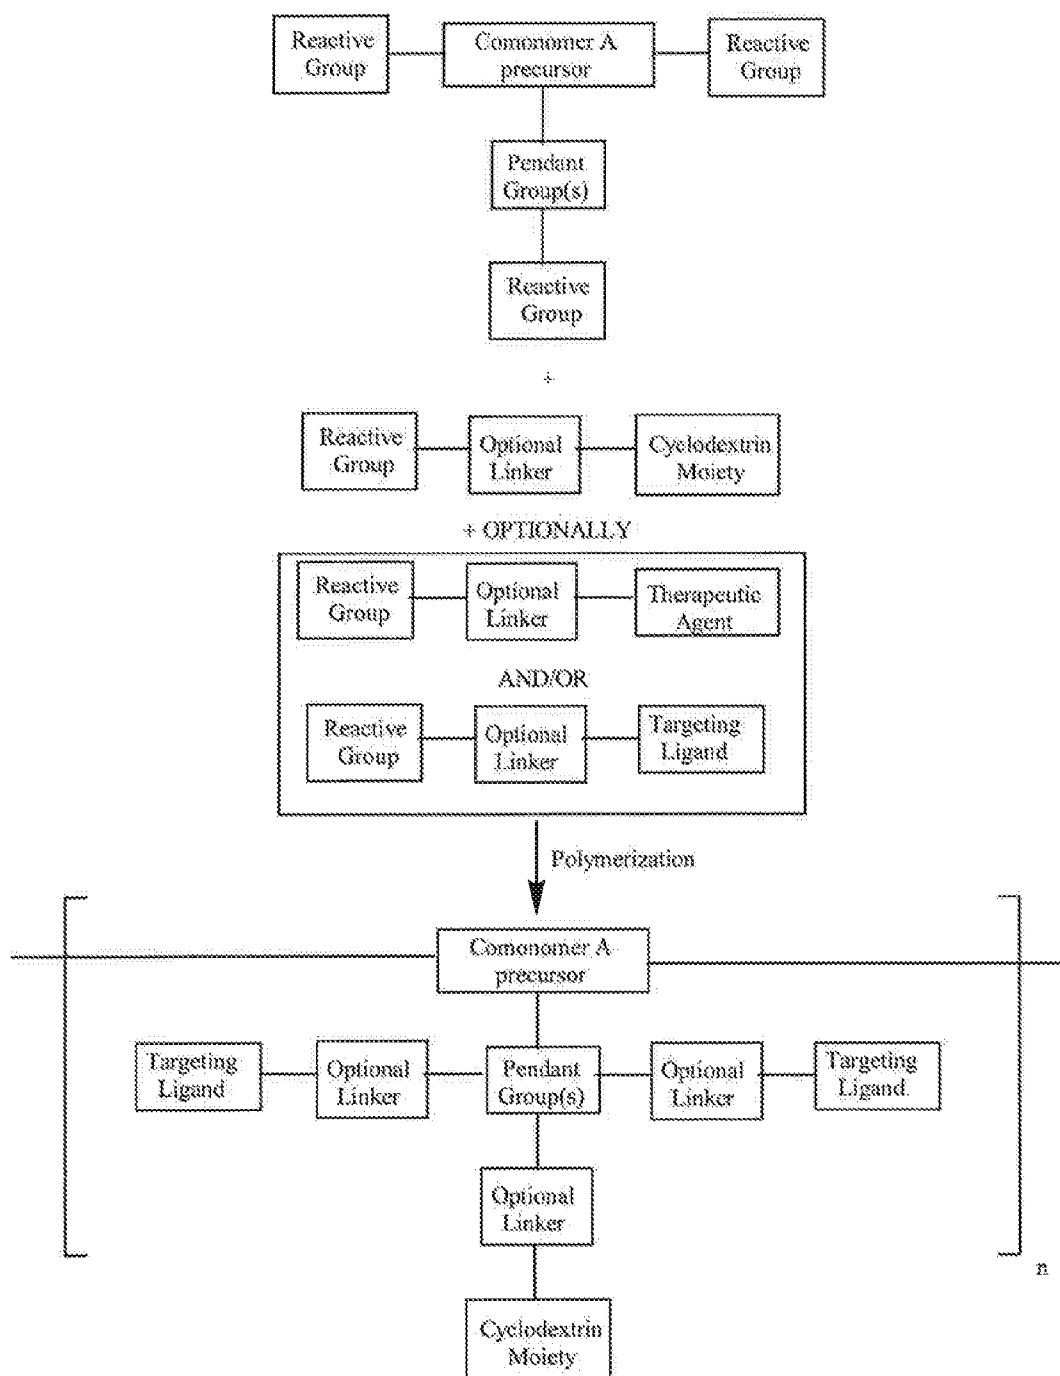 Reactive
Group
Comonomer A
precursor
Reactive
Group
Pendant
Group(s)
Reactive
Group
+
Reactive
Group
Optional
Linker
Cyclodextrin
Moiety
+ OPTIONALLY
Reactive
Group
Optional
Linker
Therapeutic
Agent
AND/OR
Reactive
Group
Optional
Linker
Targeting
Ligand
Polymerization
Comonomer A
precursor
Targeting
Ligand
Optional
Linker
Pendant
Group(s)
Optional
Linker
Targeting
Ligand
Optional
Linker
n
Cyclodextrin
Moiety